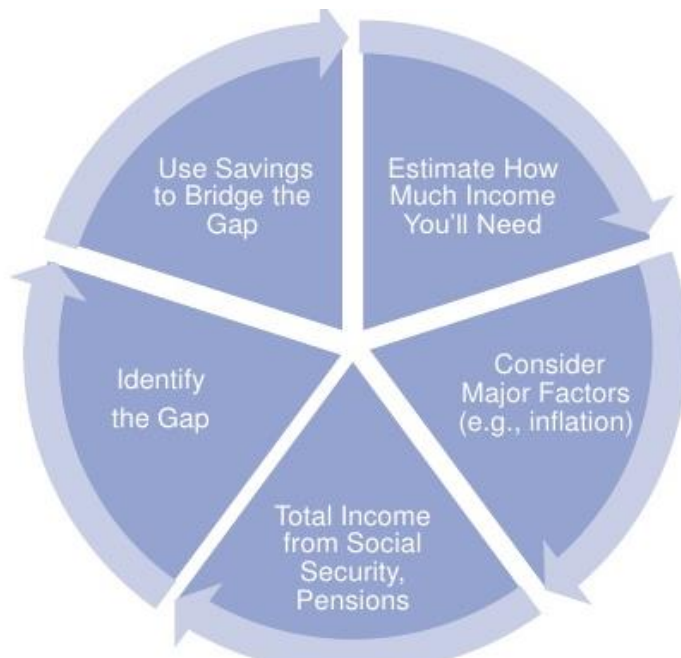 Estimate How
Much Income
You'll Need
Consider
Major Factors
(e.g., inflation)
Total Income
from Social
Security,
Pensions
Identify
the Gap
Use Savings
to Bridge the
Gap